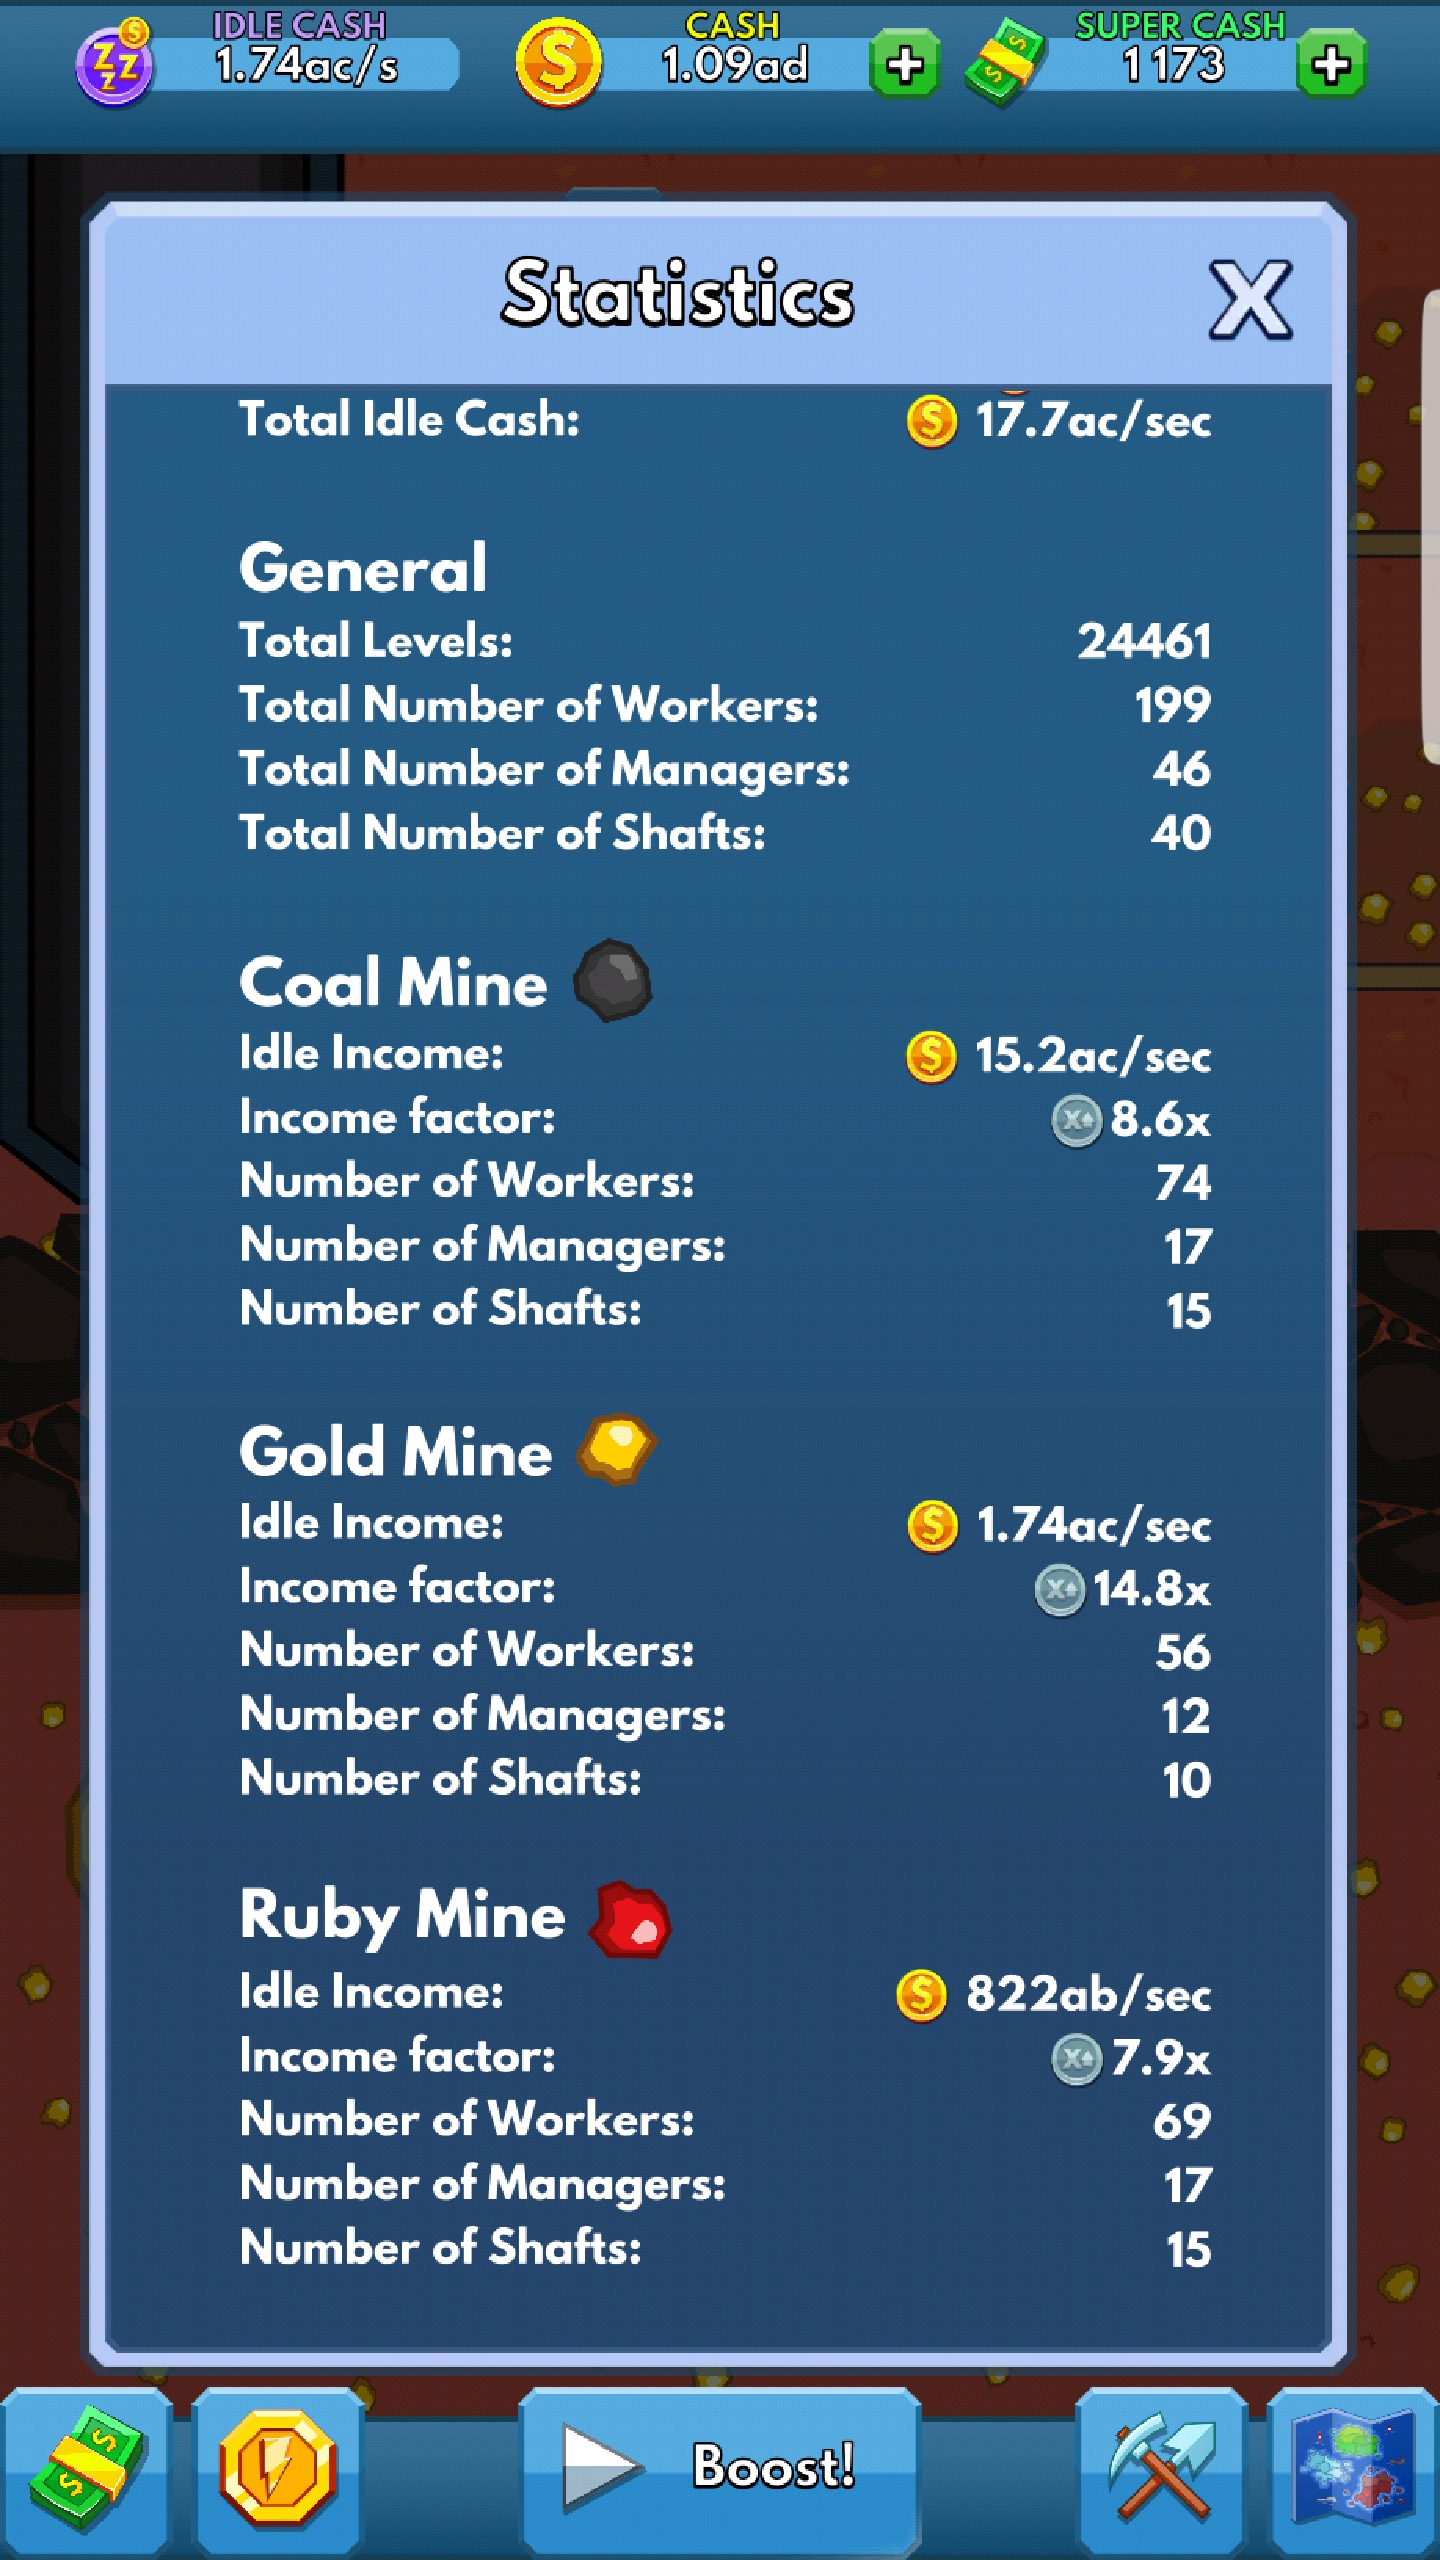 IDLE CASH CASH SUPER CASH
1.74ac/s 1.09ad 1173
Statistics X
Total Idle Cash: 17.7ac/sec
General
Total Levels: 24461
Total Number of Workers: 199
Total Number of Managers: 46
Total Number of Shafts: 40
Coal Mine
Idle Income: 15.2ac/sec
Income factor: 8.6x
Number of Workers: 74
Number of Managers: 17
Number of Shafts: 15
Gold Mine
Idle Income: 1.74ac/sec
Income factor: 14.8x
Number of Workers: 56
Number of Managers: 12
Number of Shafts: 10
Ruby Mine
Idle Income: 822ab/sec
Income factor: 7.9x
Number of Workers: 69
Number of Managers: 17
Number of Shafts: 15
Boost!